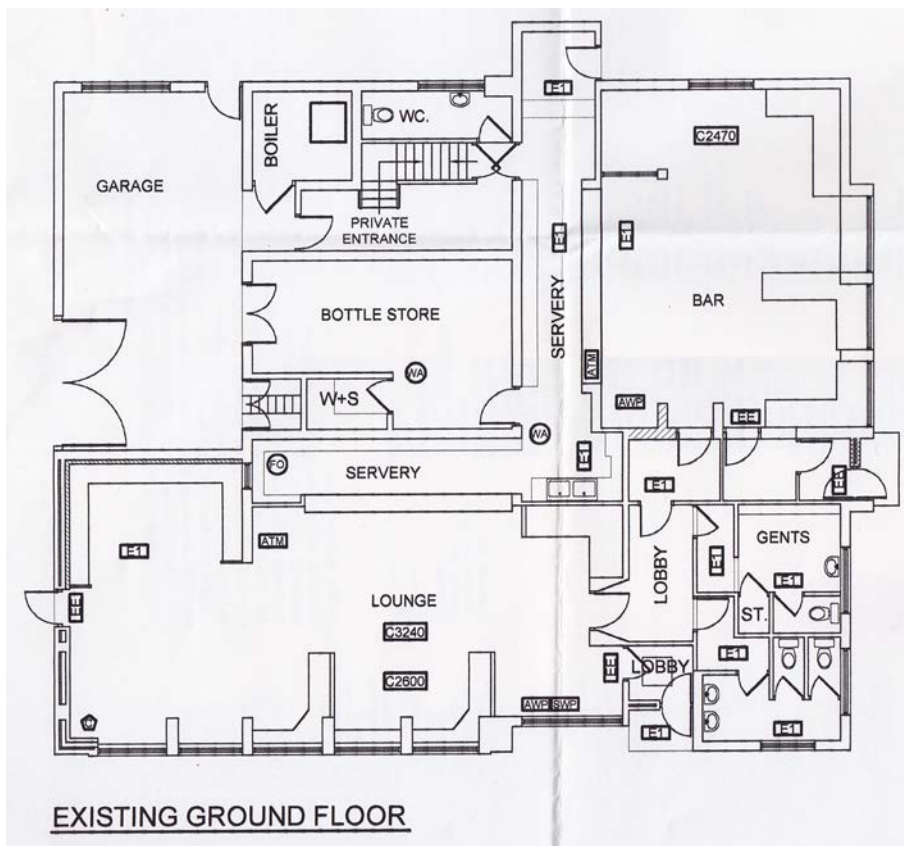 E1
WC.
BOILER
C2470
GARAGE
PRIVATE
ENTRANCE
E1
E1
BAR
BOTTLE STORE
SERVERY
ATM
WA
W+S
AWP
EE
WA
FO
SERVERY
E1
E1
ATM
E1
GENTS
LOUNGE
LOBBY
E1
E1
EE
C3240
ST.
C2600
EE
LOBBY
E1
AWP SWP
E1
E1
EXISTING GROUND FLOOR